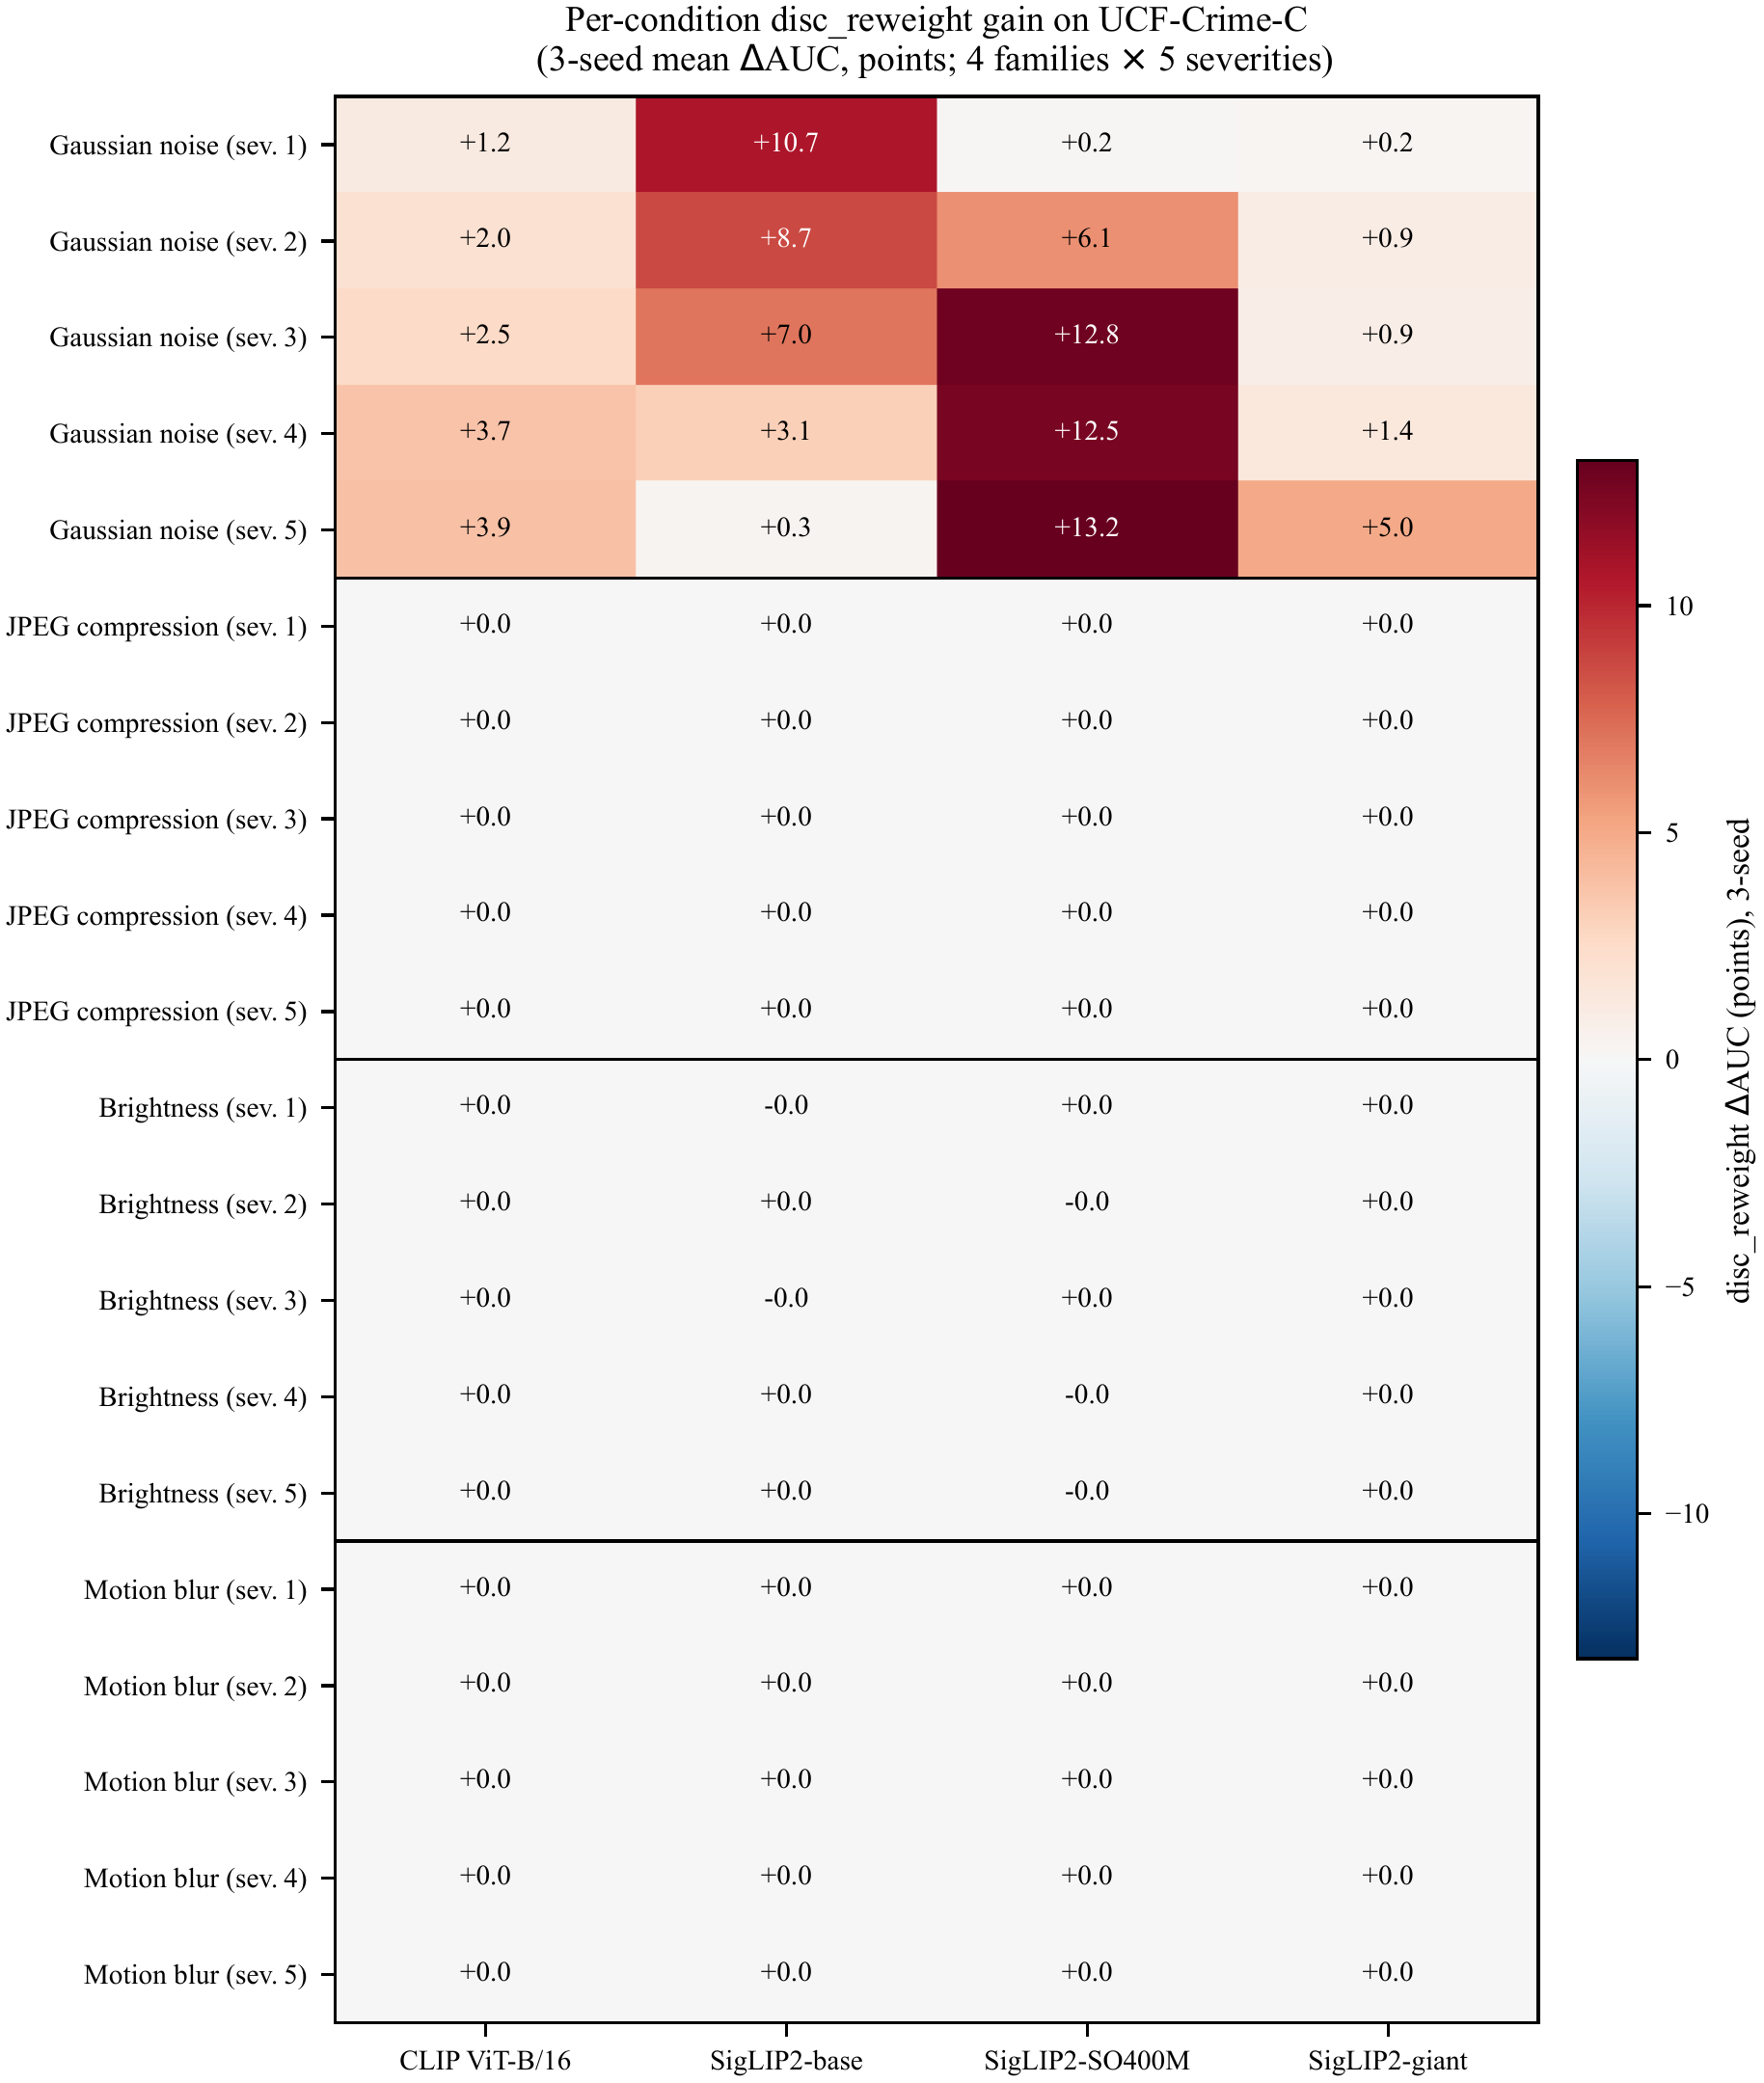 Per-condition disc_reweight gain on UCF-Crime-C
(3-seed mean ΔAUC, points; 4 families × 5 severities)
Gaussian noise (sev. 1) +1.2 +10.7 +0.2 +0.2
Gaussian noise (sev. 2) +2.0 +8.7 +6.1 +0.9
Gaussian noise (sev. 3) +2.5 +7.0 +12.8 +0.9
Gaussian noise (sev. 4) +3.7 +3.1 +12.5 +1.4
Gaussian noise (sev. 5) +3.9 +0.3 +13.2 +5.0
JPEG compression (sev. 1) +0.0 +0.0 +0.0 +0.0
JPEG compression (sev. 2) +0.0 +0.0 +0.0 +0.0
JPEG compression (sev. 3) +0.0 +0.0 +0.0 +0.0
JPEG compression (sev. 4) +0.0 +0.0 +0.0 +0.0
JPEG compression (sev. 5) +0.0 +0.0 +0.0 +0.0
Brightness (sev. 1) +0.0 -0.0 +0.0 +0.0
Brightness (sev. 2) +0.0 +0.0 -0.0 +0.0
Brightness (sev. 3) +0.0 -0.0 +0.0 +0.0
Brightness (sev. 4) +0.0 +0.0 -0.0 +0.0
Brightness (sev. 5) +0.0 +0.0 -0.0 +0.0
Motion blur (sev. 1) +0.0 +0.0 +0.0 +0.0
Motion blur (sev. 2) +0.0 +0.0 +0.0 +0.0
Motion blur (sev. 3) +0.0 +0.0 +0.0 +0.0
Motion blur (sev. 4) +0.0 +0.0 +0.0 +0.0
Motion blur (sev. 5) +0.0 +0.0 +0.0 +0.0
CLIP ViT-B/16 SigLIP2-base SigLIP2-SO400M SigLIP2-giant
10
5
0
−5
−10
disc_reweight ΔAUC (points), 3-seed